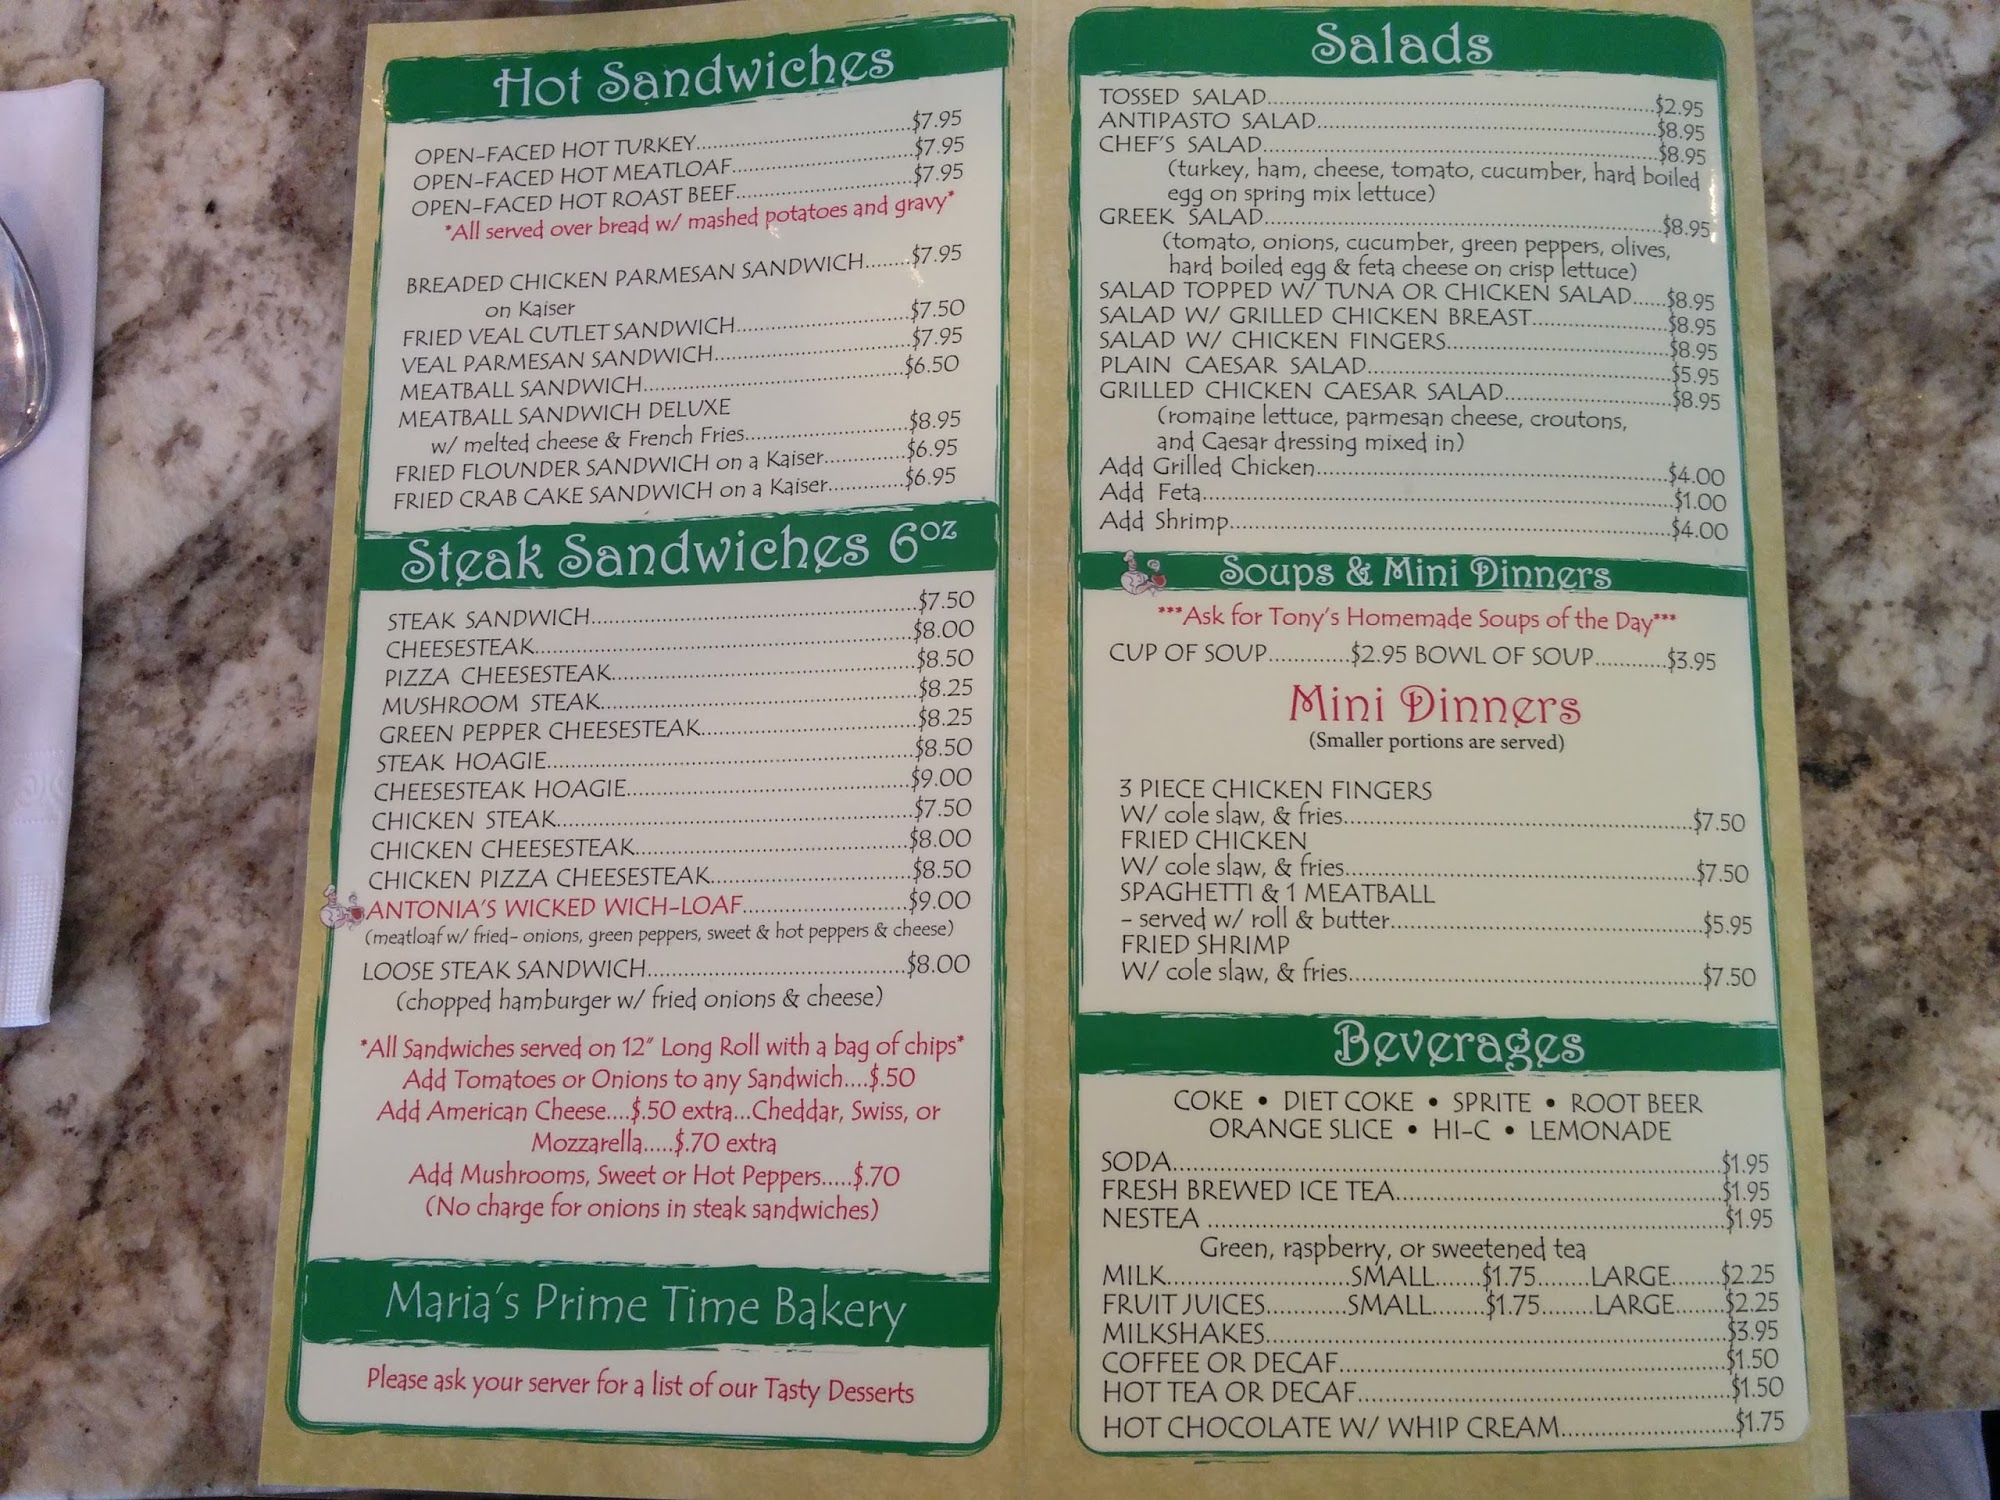 Hot Sandwiches
OPEN-FACED HOT TURKEY.....$7.95
OPEN-FACED HOT MEATLOAF.....$7.95
OPEN-FACED HOT ROAST BEEF.....$7.95
*All served over bread w/ mashed potatoes and gravy*
BREADED CHICKEN PARMESAN SANDWICH.....$7.95
on Kaiser
FRIED VEAL CUTLET SANDWICH.....$7.50
VEAL PARMESAN SANDWICH.....$7.95
MEATBALL SANDWICH.....$6.50
MEATBALL SANDWICH DELUXE
w/ melted cheese & French Fries.....$8.95
FRIED FLOUNDER SANDWICH on a Kaiser.....$6.95
FRIED CRAB CAKE SANDWICH on a Kaiser.....$6.95
Steak Sandwiches 6oz
STEAK SANDWICH.....$7.50
CHEESESTEAK.....$8.00
PIZZA CHEESESTEAK.....$8.50
MUSHROOM STEAK.....$8.25
GREEN PEPPER CHEESESTEAK.....$8.25
STEAK HOAGIE.....$8.50
CHEESESTEAK HOAGIE.....$9.00
CHICKEN STEAK.....$7.50
CHICKEN CHEESESTEAK.....$8.00
CHICKEN PIZZA CHEESESTEAK.....$8.50
ANTONIA'S WICKED WICH-LOAF.....$9.00
(meatloaf w/ fried- onions, green peppers, sweet & hot peppers & cheese)
LOOSE STEAK SANDWICH.....$8.00
(chopped hamburger w/ fried onions & cheese)
*All Sandwiches served on 12" Long Roll with a bag of chips*
Add Tomatoes or Onions to any Sandwich....$.50
Add American Cheese....$.50 extra...Cheddar, Swiss, or
Mozzarella.....$.70 extra
Add Mushrooms, Sweet or Hot Peppers.....$.70
(No charge for onions in steak sandwiches)
Maria's Prime Time Bakery
Please ask your server for a list of our Tasty Desserts
Salads
TOSSED SALAD.....$2.95
ANTIPASTO SALAD.....$8.95
CHEF'S SALAD.....$8.95
(turkey, ham, cheese, tomato, cucumber, hard boiled
egg on spring mix lettuce)
GREEK SALAD.....$8.95
(tomato, onions, cucumber, green peppers, olives,
hard boiled egg & feta cheese on crisp lettuce)
SALAD TOPPED W/ TUNA OR CHICKEN SALAD.....$8.95
SALAD W/ GRILLED CHICKEN BREAST.....$8.95
SALAD W/ CHICKEN FINGERS.....$8.95
PLAIN CAESAR SALAD.....$5.95
GRILLED CHICKEN CAESAR SALAD.....$8.95
(romaine lettuce, parmesan cheese, croutons,
and Caesar dressing mixed in)
Add Grilled Chicken.....$4.00
Add Feta.....$1.00
Add Shrimp.....$4.00
Soups & Mini Dinners
***Ask for Tony's Homemade Soups of the Day***
CUP OF SOUP.....$2.95 BOWL OF SOUP.....$3.95
Mini Dinners
(Smaller portions are served)
3 PIECE CHICKEN FINGERS
W/ cole slaw, & fries.....$7.50
FRIED CHICKEN
W/ cole slaw, & fries.....$7.50
SPAGHETTI & 1 MEATBALL
- served w/ roll & butter.....$5.95
FRIED SHRIMP
W/ cole slaw, & fries.....$7.50
Beverages
COKE • DIET COKE • SPRITE • ROOT BEER
ORANGE SLICE • HI-C • LEMONADE
SODA.....$1.95
FRESH BREWED ICE TEA.....$1.95
NESTEA.....$1.95
Green, raspberry, or sweetened tea
MILK.....SMALL.....$1.75.....LARGE.....$2.25
FRUIT JUICES.....SMALL.....$1.75.....LARGE.....$2.25
MILKSHAKES.....$3.95
COFFEE OR DECAF.....$1.50
HOT TEA OR DECAF.....$1.50
HOT CHOCOLATE W/ WHIP CREAM.....$1.75